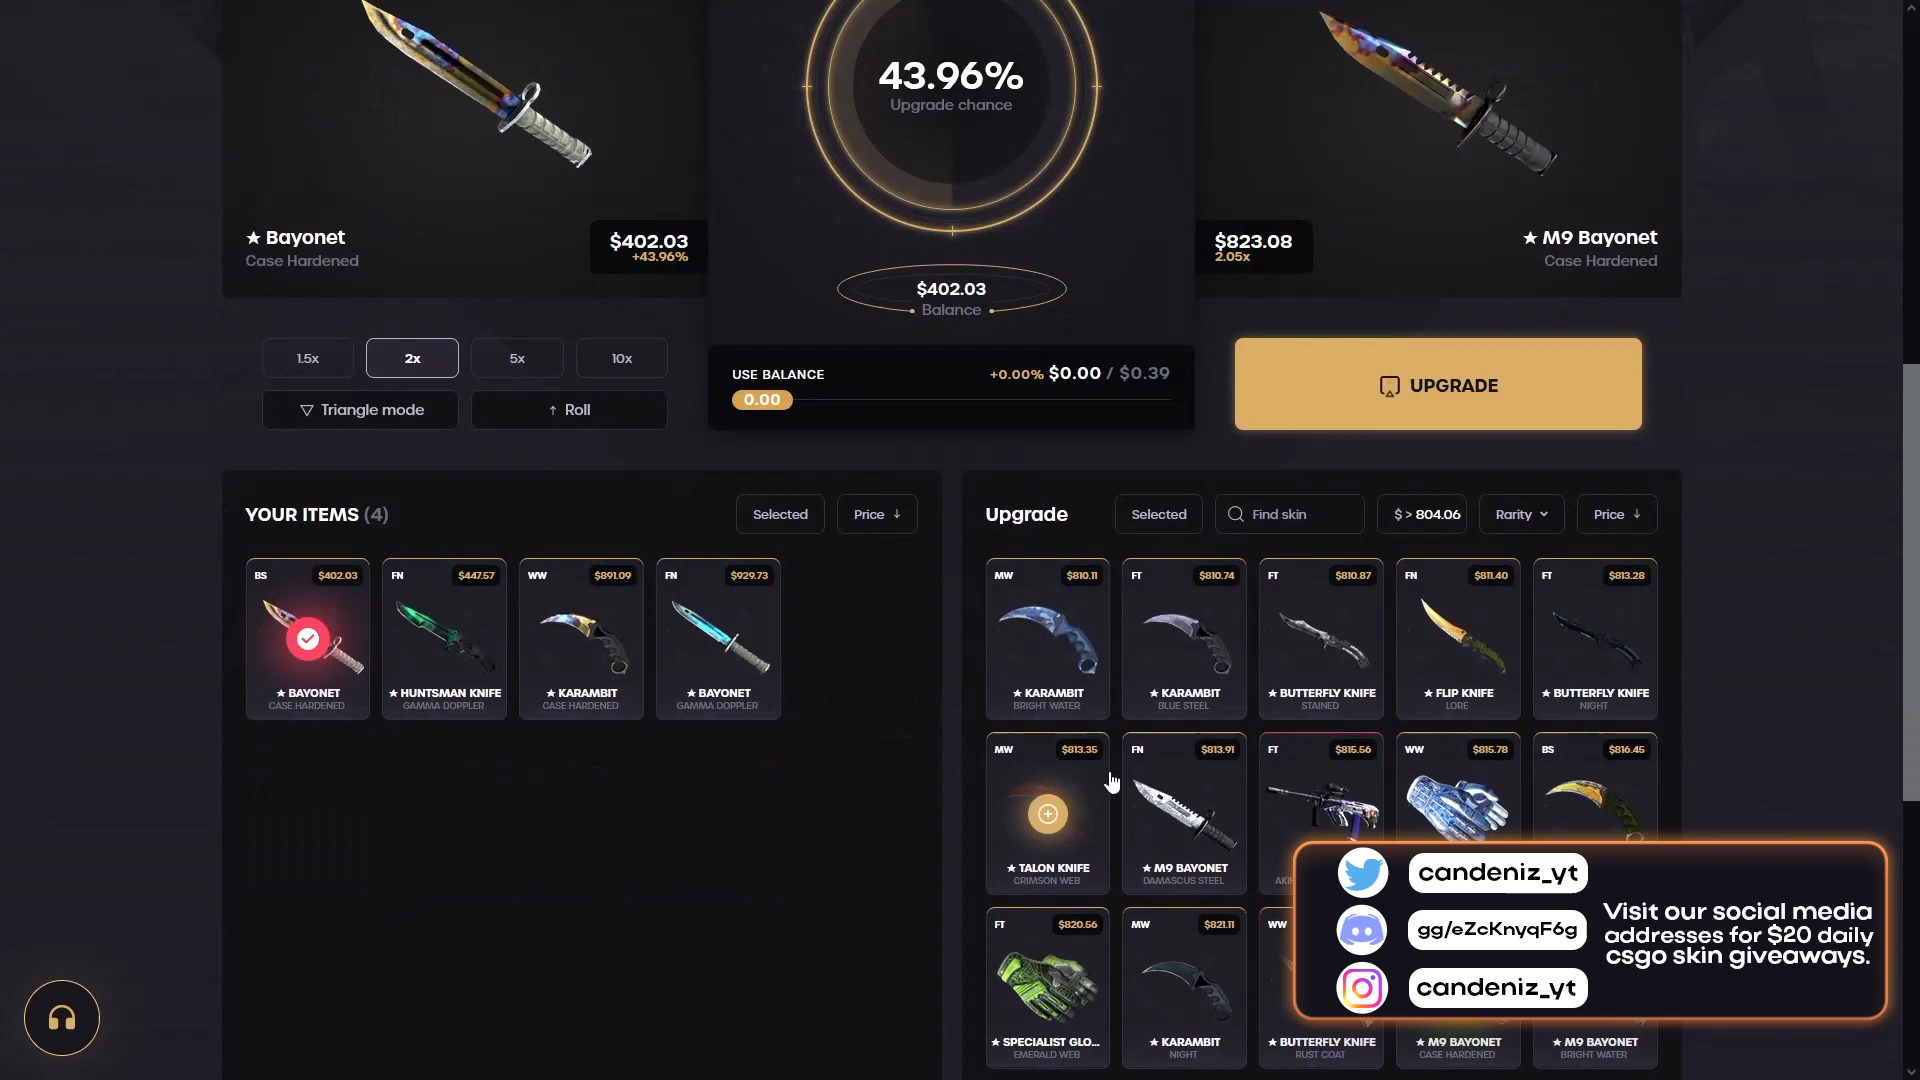 43.96%
Upgrade chance
★ Bayonet
Case Hardened
$402.03
+43.96%
$402.03
Balance
$823.08
2.05x
★ M9 Bayonet
Case Hardened
1.5x
2x
5x
10x
Triangle mode
Roll
USE BALANCE
+0.00% $0.00 / $0.39
0.00
UPGRADE
YOUR ITEMS (4)
Selected
Price
BS $402.03
★ BAYONET
CASE HARDENED
FN $447.57
★ HUNTSMAN KNIFE
GAMMA DOPPLER
WW $891.09
★ KARAMBIT
CASE HARDENED
FN $929.73
★ BAYONET
GAMMA DOPPLER
Upgrade
Selected
Find skin
$ > 804.06
Rarity
Price
MW $810.11
★ KARAMBIT
BRIGHT WATER
FT $810.74
★ KARAMBIT
BLUE STEEL
FT $810.87
★ BUTTERFLY KNIFE
STAINED
FN $811.40
★ FLIP KNIFE
LORE
FT $813.28
★ BUTTERFLY KNIFE
NIGHT
MW $813.35
★ TALON KNIFE
CRIMSON WEB
FN $813.91
★ M9 BAYONET
DAMASCUS STEEL
FT $815.56
WW $815.78
BS $816.45
FT $820.56
★ SPECIALIST GLO...
EMERALD WEB
MW $821.11
★ KARAMBIT
NIGHT
WW
★ BUTTERFLY KNIFE
RUST COAT
★ M9 BAYONET
CASE HARDENED
★ M9 BAYONET
BRIGHT WATER
candeniz_yt
gg/eZcKnyqF6g
candeniz_yt
Visit our social media
addresses for $20 daily
csgo skin giveaways.